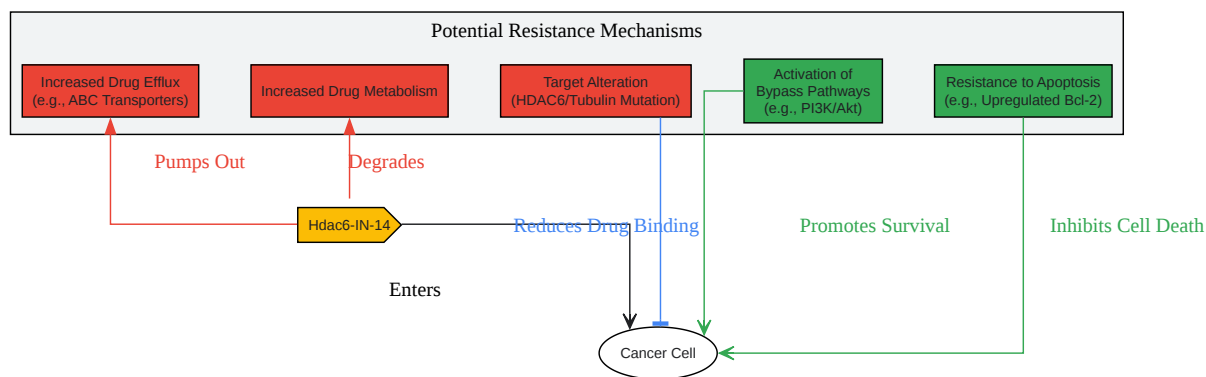 Potential Resistance Mechanisms
Increased Drug Efflux
(e.g., ABC Transporters)
Increased Drug Metabolism
Target Alteration
(HDAC6/Tubulin Mutation)
Activation of
Bypass Pathways
(e.g., PI3K/Akt)
Resistance to Apoptosis
(e.g., Upregulated Bcl-2)
Pumps Out
Degrades
Hdac6-IN-14
Reduces Drug Binding
Promotes Survival
Inhibits Cell Death
Enters
Cancer Cell